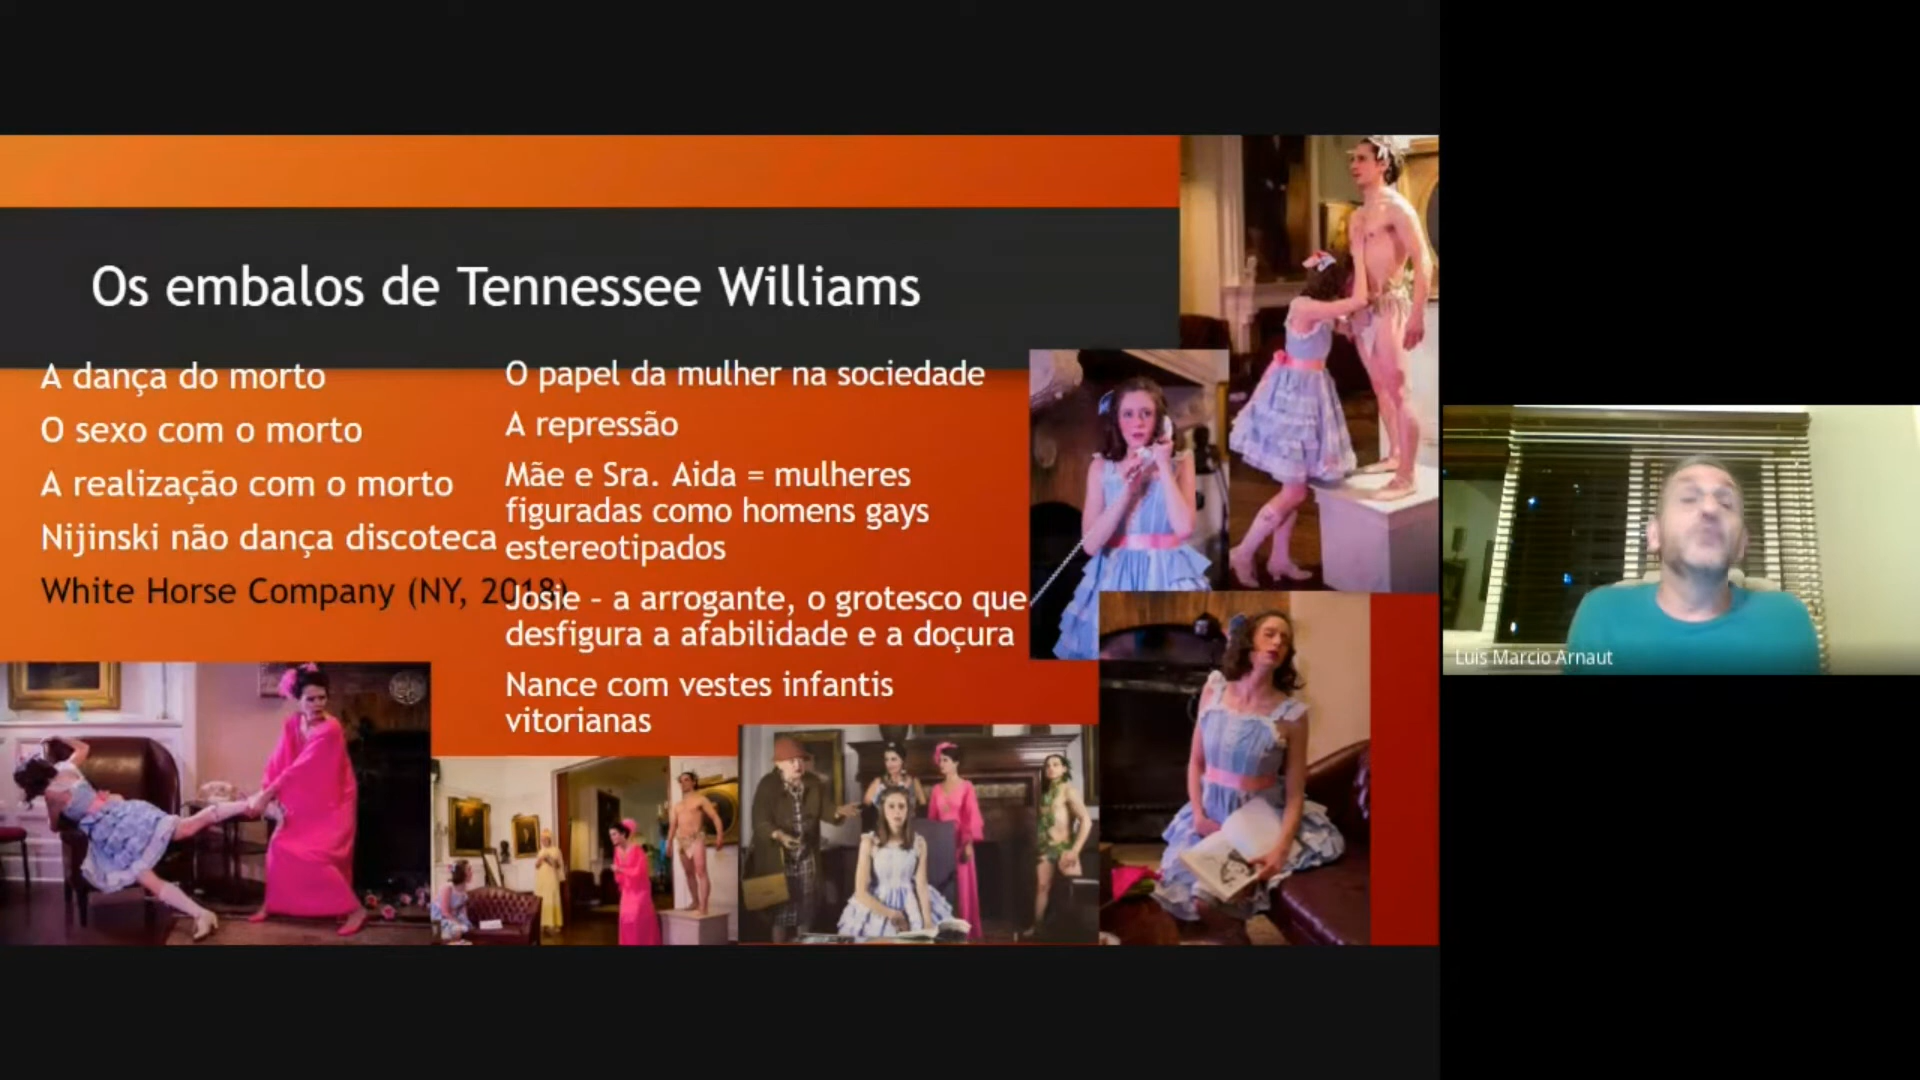 Os embalos de Tennessee Williams
A dança do morto
O sexo com o morto
A realização com o morto
Nijinski não dança discoteca
White Horse Company (NY, 2018)
O papel da mulher na sociedade
A repressão
Mãe e Sra. Aida = mulheres
figuradas como homens gays
estereotipados
Josie – a arrogante, o grotesco que
desfigura a afabilidade e a doçura
Nance com vestes infantis
vitorianas
Luis Marcio Arnaut